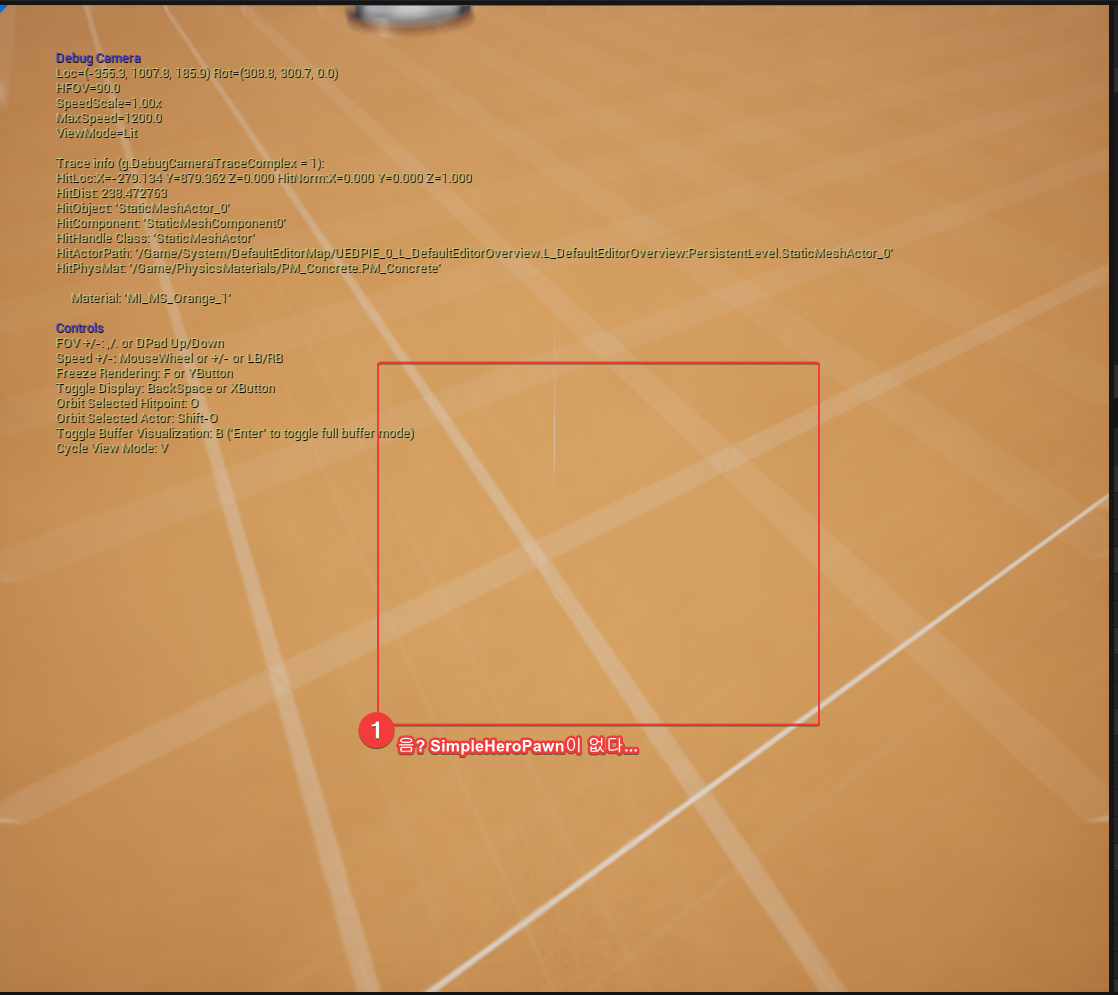 Debug Camera
Loc=(-355.3, 1007.8, 185.9) Rot=(308.8, 300.7, 0.0)
HFOV=90.0
SpeedScale=1.00x
MaxSpeed=1200.0
ViewMode=Lit
Trace info (g.DebugCameraTraceComplex = 1):
HitLoc:X=-279.134 Y=879.362 Z=0.000 HitNorm:X=0.000 Y=0.000 Z=1.000
HitDist: 238.472763
HitObject: 'StaticMeshActor_0'
HitComponent: 'StaticMeshComponent0'
HitHandle Class: 'StaticMeshActor'
HitActorPath: '/Game/System/DefaultEditorMap/UEDPIE_0_L_DefaultEditorOverview.L_DefaultEditorOverview:PersistentLevel.StaticMeshActor_0'
HitPhysMat: '/Game/PhysicsMaterials/PM_Concrete.PM_Concrete'
Material: 'MI_MS_Orange_1'
Controls
FOV +/-: ,/. or DPad Up/Down
Speed +/-: MouseWheel or +/- or LB/RB
Freeze Rendering: F or YButton
Toggle Display: BackSpace or XButton
Orbit Selected Hitpoint: O
Orbit Selected Actor: Shift-O
Toggle Buffer Visualization: B ('Enter' to toggle full buffer mode)
Cycle View Mode: V
1
음? SimpleHeroPawn이 없다...